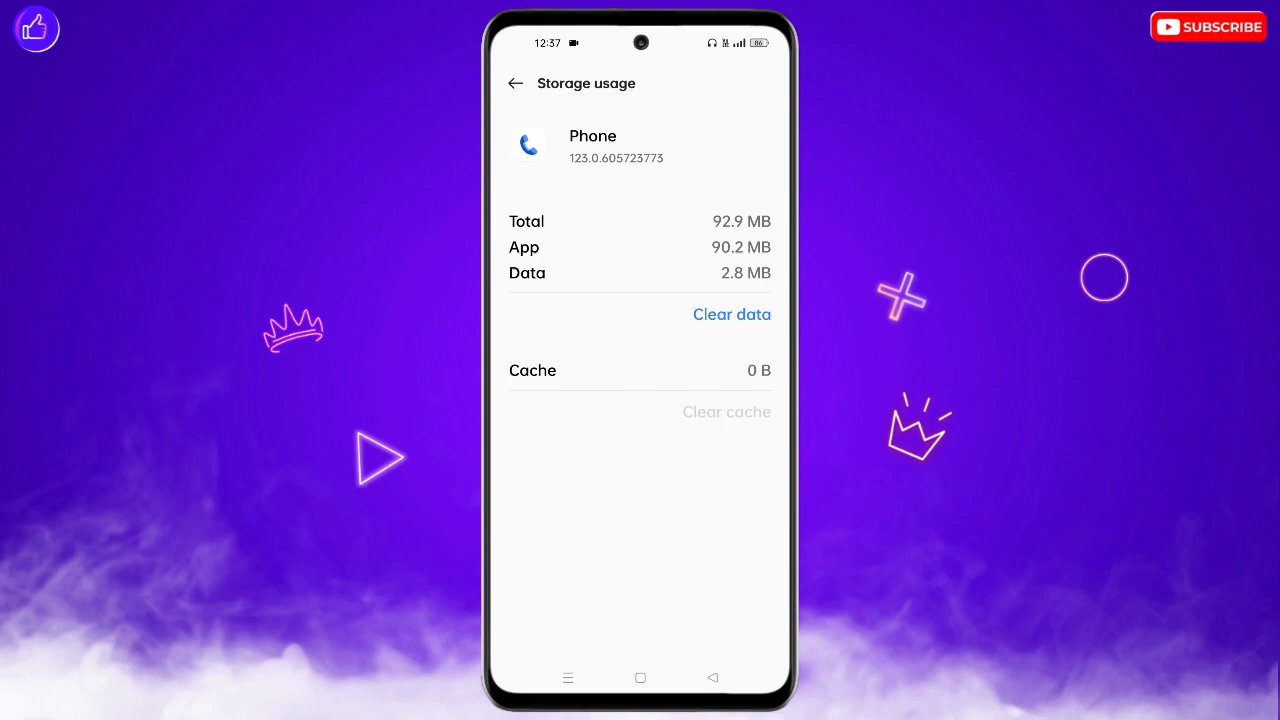 SUBSCRIBE
12:37
86
Storage usage
Phone
123.0.605723773
Total 92.9 MB
App 90.2 MB
Data 2.8 MB
Clear data
Cache 0 B
Clear cache